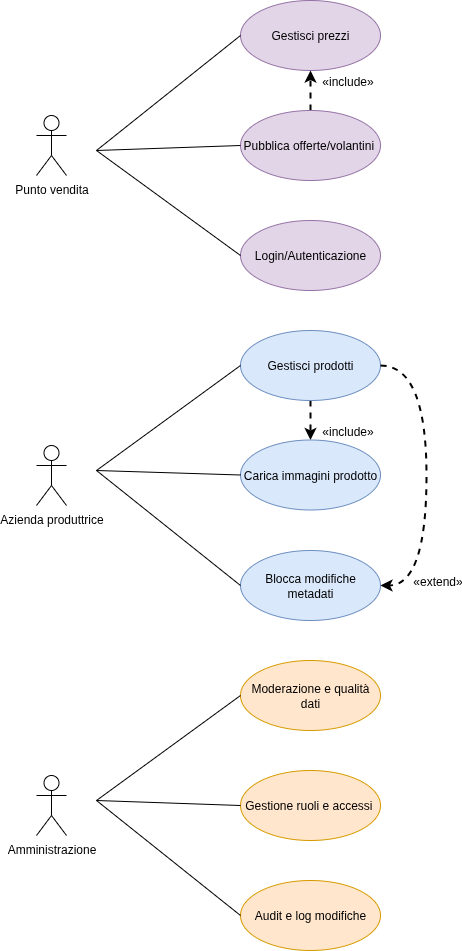 Gestisci prezzi
«include»
Pubblica offerte/volantini
Punto vendita
Login/Autenticazione
Gestisci prodotti
«include»
Carica immagini prodotto
Azienda produttrice
Blocca modifiche
metadati
«extend»
Moderazione e qualità
dati
Gestione ruoli e accessi
Amministrazione
Audit e log modifiche